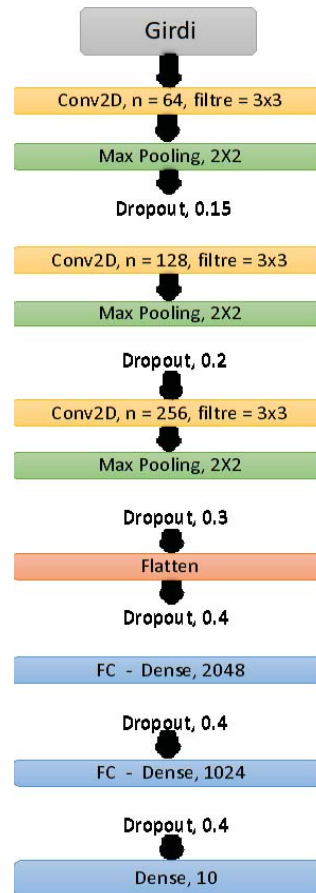 Girdi
Conv2D, n = 64, filtre = 3x3
Max Pooling, 2X2
Dropout, 0.15
Conv2D, n = 128, filtre = 3x3
Max Pooling, 2X2
Dropout, 0.2
Conv2D, n = 256, filtre = 3x3
Max Pooling, 2X2
Dropout, 0.3
Flatten
Dropout, 0.4
FC - Dense, 2048
Dropout, 0.4
FC - Dense, 1024
Dropout, 0.4
Dense, 10